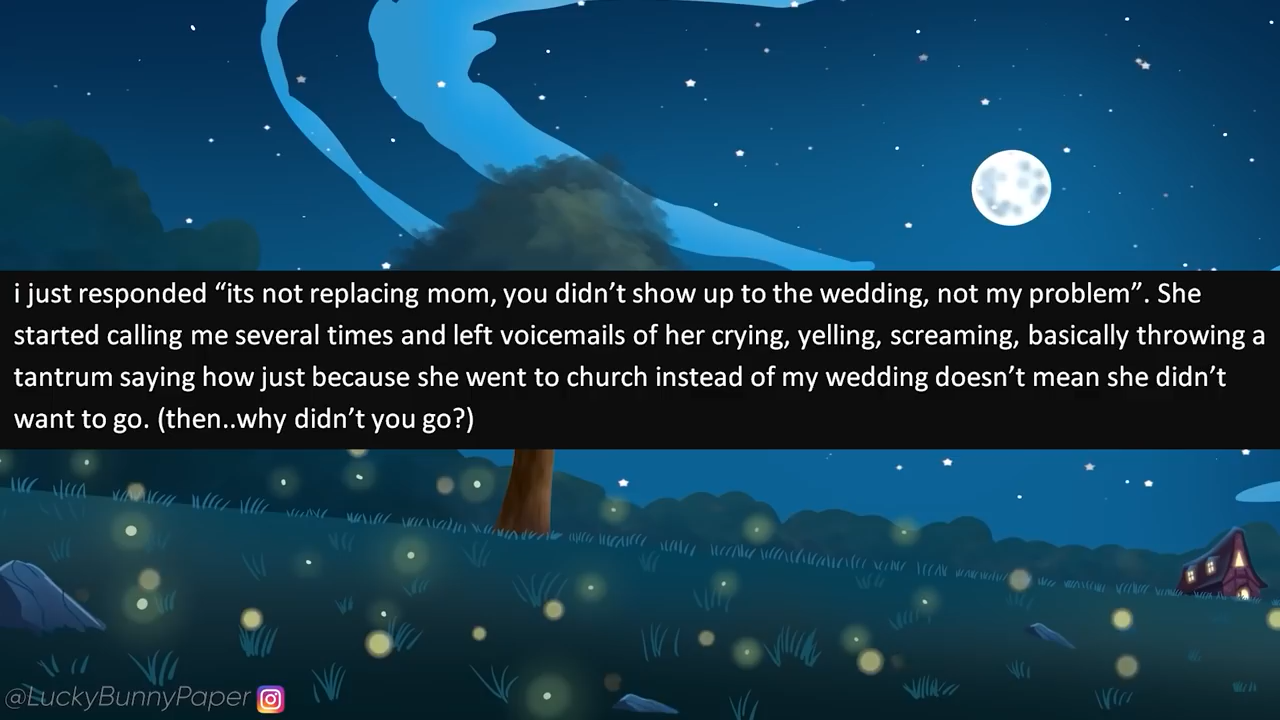 i just responded “its not replacing mom, you didn’t show up to the wedding, not my problem”. She
started calling me several times and left voicemails of her crying, yelling, screaming, basically throwing a
tantrum saying how just because she went to church instead of my wedding doesn’t mean she didn’t
want to go. (then..why didn’t you go?)
@LuckyBunnyPaper